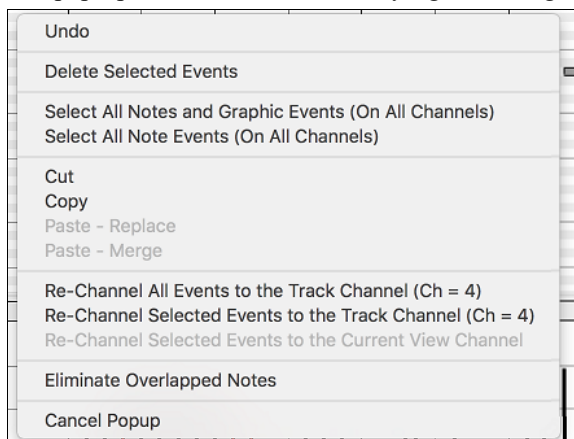 Undo
Delete Selected Events
Select All Notes and Graphic Events (On All Channels)
Select All Note Events (On All Channels)
Cut
Copy
Paste - Replace
Paste - Merge
Re-Channel All Events to the Track Channel (Ch = 4)
Re-Channel Selected Events to the Track Channel (Ch = 4)
Re-Channel Selected Events to the Current View Channel
Eliminate Overlapped Notes
Cancel Popup